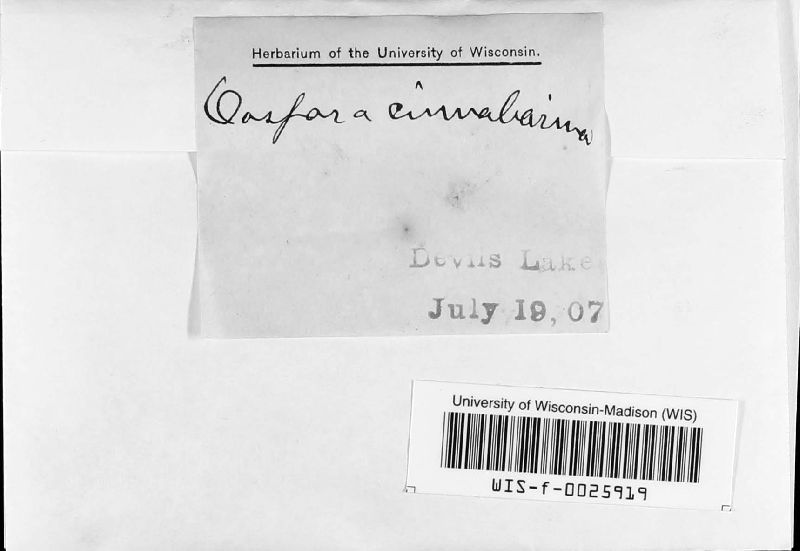 Herbarium of the University of Wisconsin.
Oospora cinnabarina
Devils Lake
July 19, 07
University of Wisconsin-Madison (WIS)
WIS-f-0025919